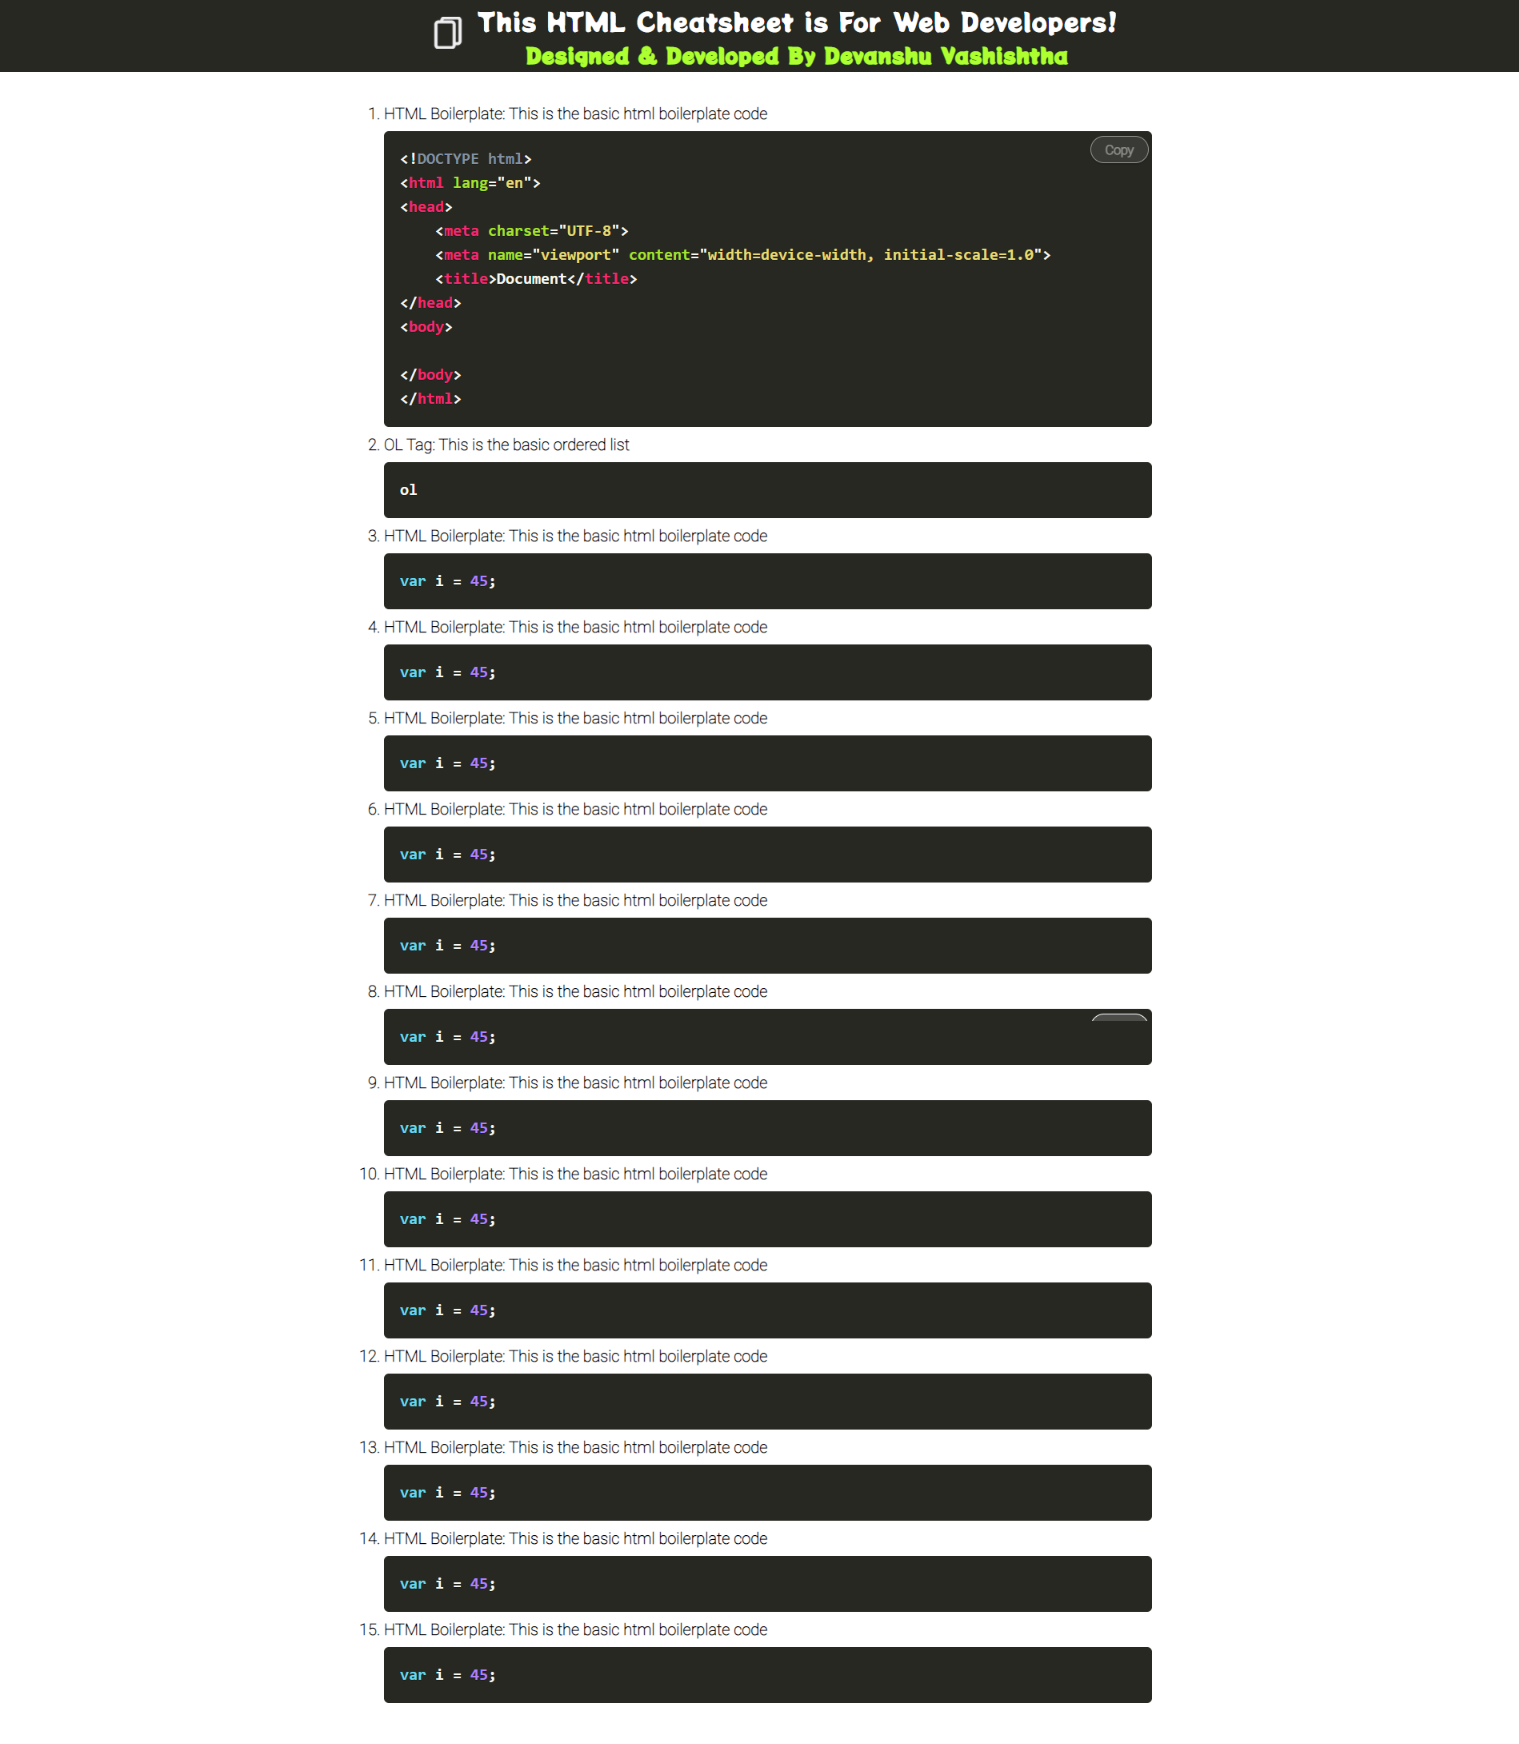 This HTML Cheatsheet is For Web Developers!
Designed & Developed By Devanshu Vashishtha
1. HTML Boilerplate: This is the basic html boilerplate code
Copy
<!DOCTYPE html>
<html lang="en">
<head>
    <meta charset="UTF-8">
    <meta name="viewport" content="width=device-width, initial-scale=1.0">
    <title>Document</title>
</head>
<body>
</body>
</html>
2. OL Tag: This is the basic ordered list
ol
3. HTML Boilerplate: This is the basic html boilerplate code
var i = 45;
4. HTML Boilerplate: This is the basic html boilerplate code
var i = 45;
5. HTML Boilerplate: This is the basic html boilerplate code
var i = 45;
6. HTML Boilerplate: This is the basic html boilerplate code
var i = 45;
7. HTML Boilerplate: This is the basic html boilerplate code
var i = 45;
8. HTML Boilerplate: This is the basic html boilerplate code
var i = 45;
9. HTML Boilerplate: This is the basic html boilerplate code
var i = 45;
10. HTML Boilerplate: This is the basic html boilerplate code
var i = 45;
11. HTML Boilerplate: This is the basic html boilerplate code
var i = 45;
12. HTML Boilerplate: This is the basic html boilerplate code
var i = 45;
13. HTML Boilerplate: This is the basic html boilerplate code
var i = 45;
14. HTML Boilerplate: This is the basic html boilerplate code
var i = 45;
15. HTML Boilerplate: This is the basic html boilerplate code
var i = 45;